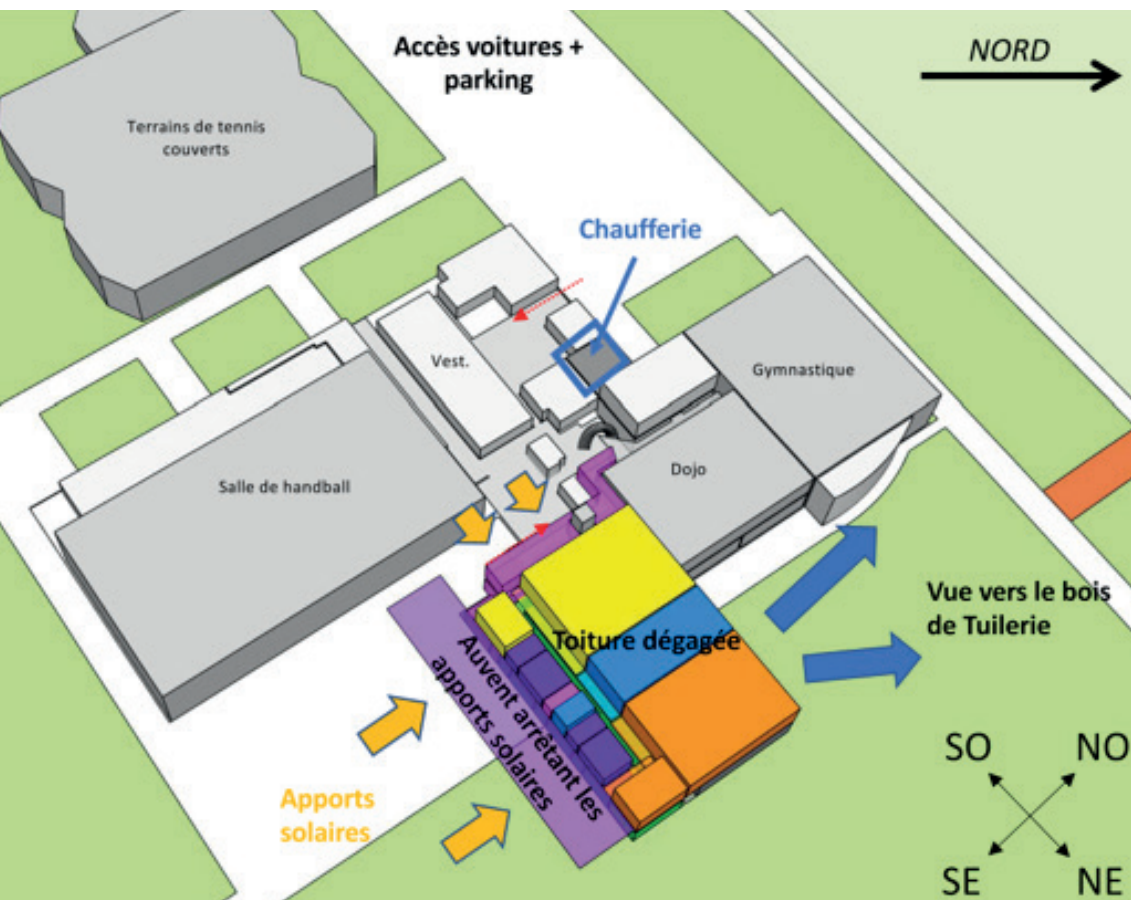 Accès voitures +
parking
NORD
Terrains de tennis
couverts
Chaufferie
Vest.
Gymnastique
Salle de handball
Dojo
Vue vers le bois
de Tuilerie
Toiture dégagée
Auvent arrêtant les
apports solaires
Apports
solaires
SO NO
SE NE